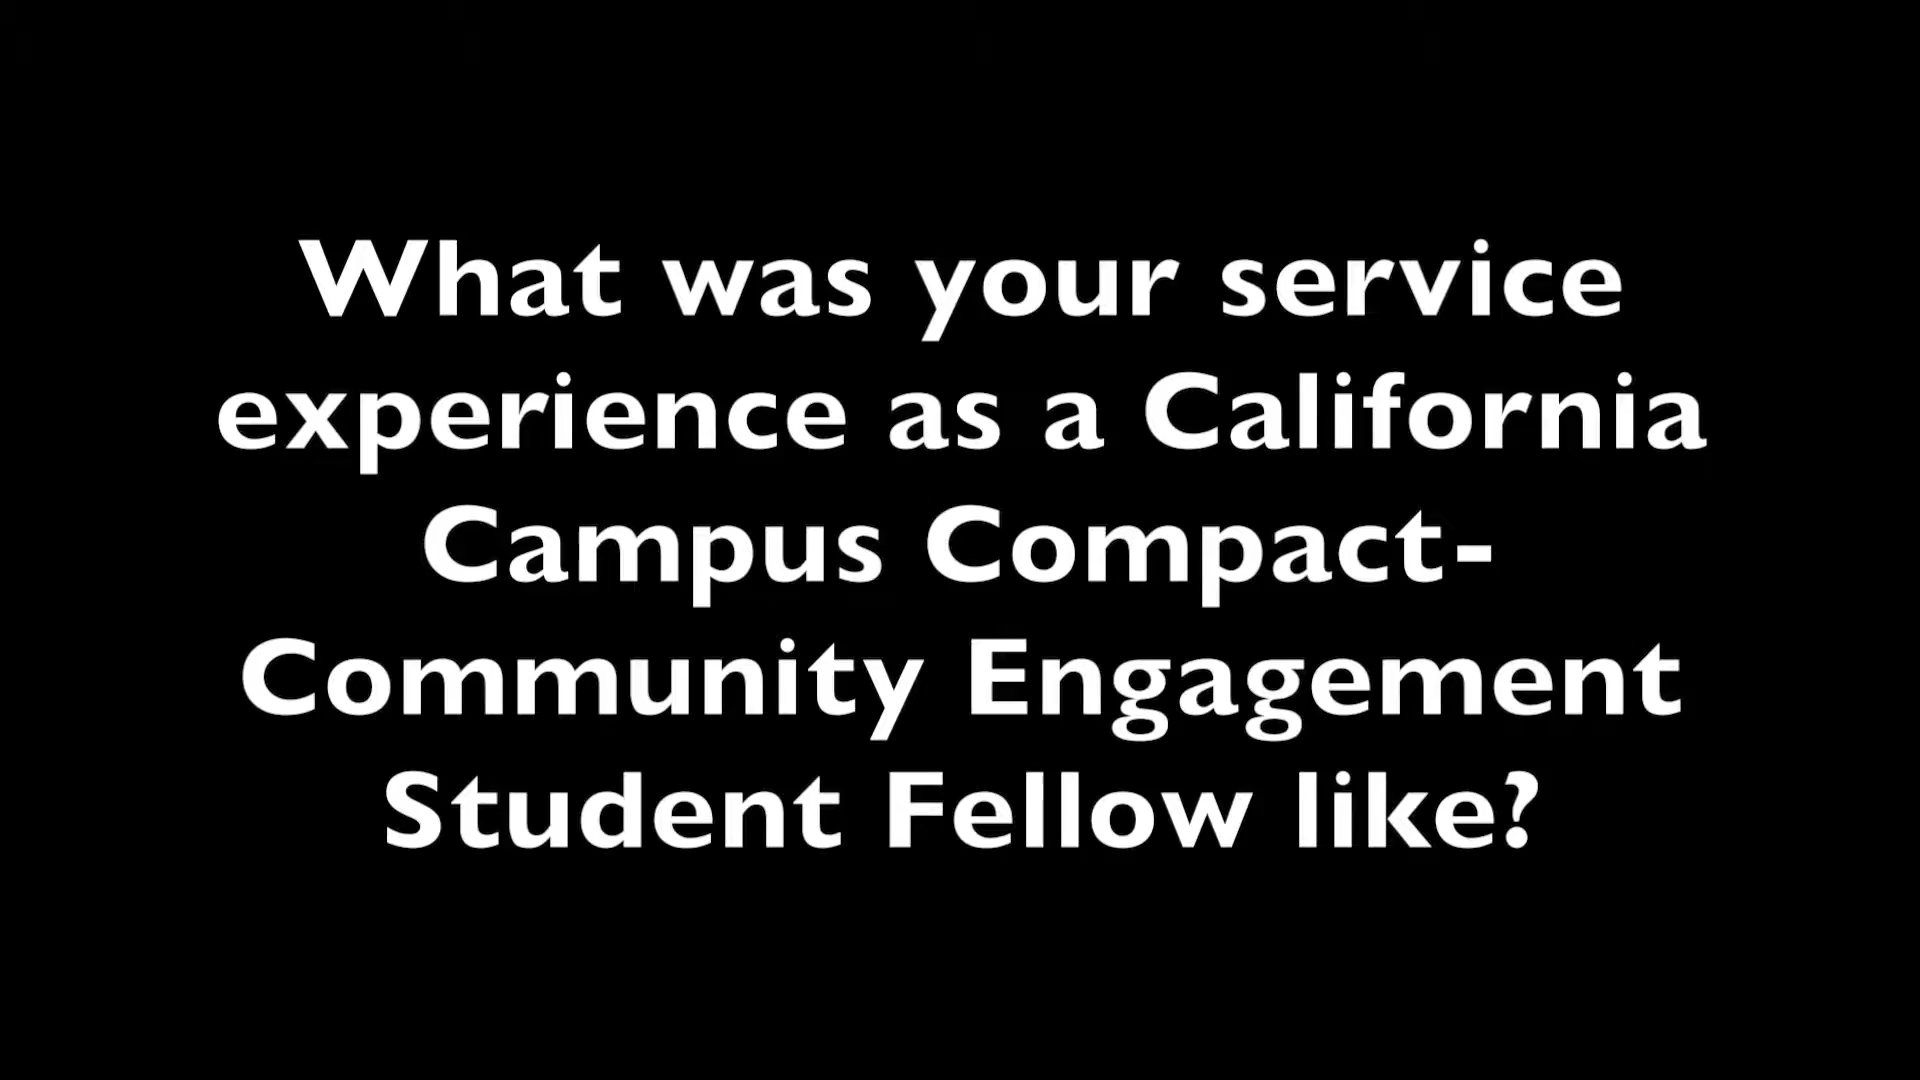 What was your service
experience as a California
Campus Compact-
Community Engagement
Student Fellow like?